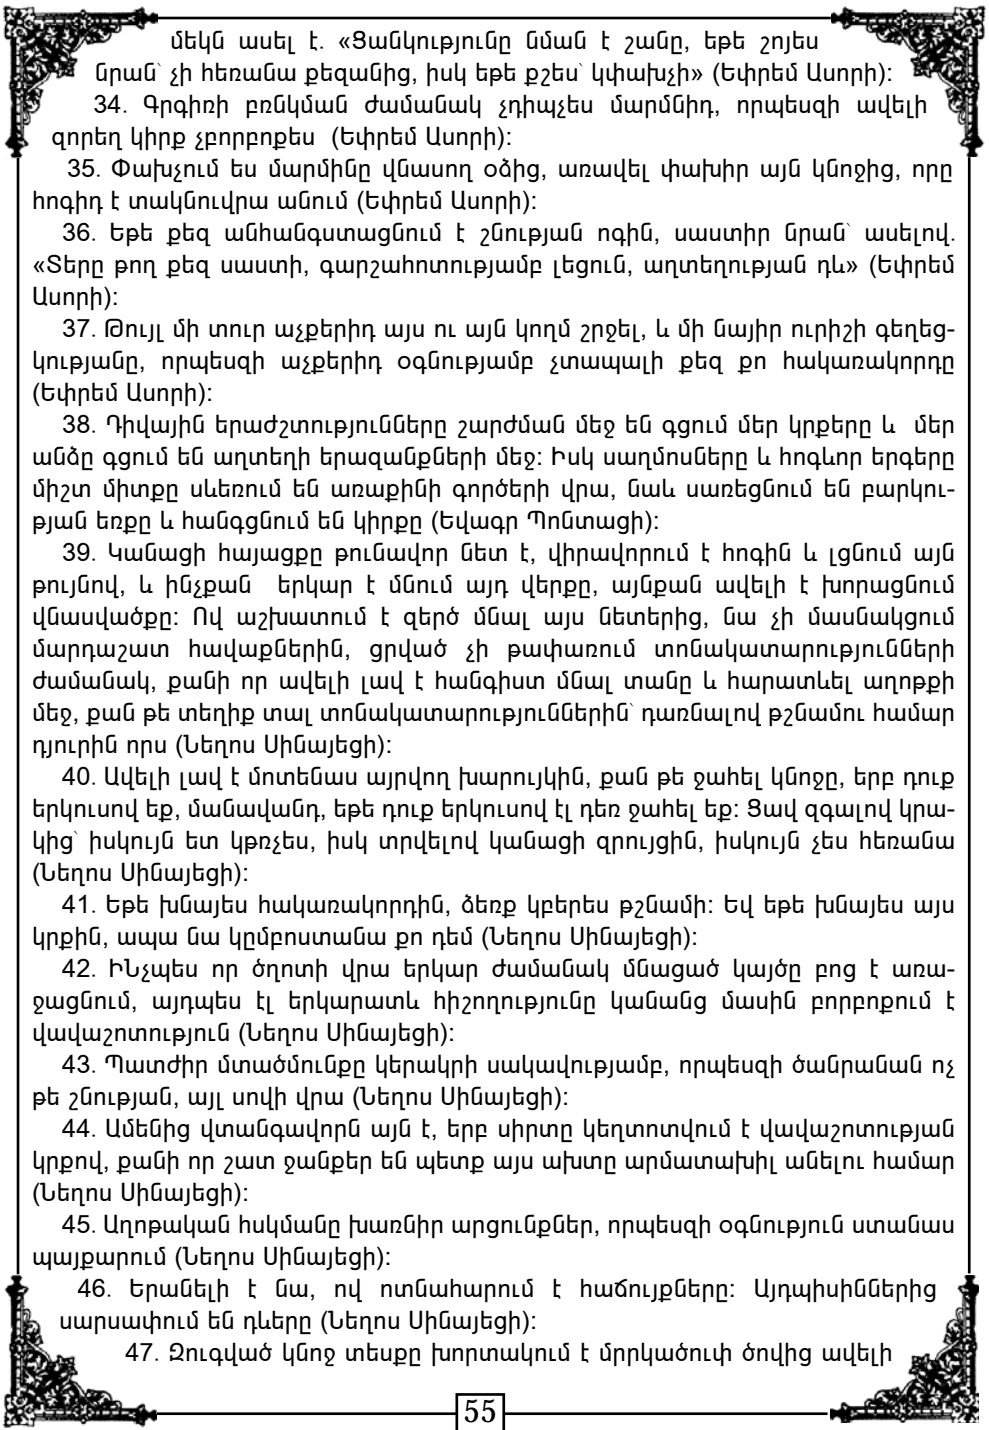 մեկն ասել է. «Ցանկությունը նման է շանը, եթե շոյես
նրան՝ չի հեռանա քեզանից, իսկ եթե քշես՝ կփախչի» (Եփրեմ Ասորի):
34. Գրգիռի բռնկման ժամանակ չդիպչես մարմնիդ, որպեսզի ավելի
զորեղ կիրք չբորբոքես (Եփրեմ Ասորի):
35. Փախչում ես մարմինը վնասող օձից, առավել փախիր այն կնոջից, որը
հոգիդ է տակնուվրա անում (Եփրեմ Ասորի):
36. Եթե քեզ անհանգստացնում է շնության ոգին, սաստիր նրան՝ ասելով.
«Տերը թող քեզ սաստի, գարշահոտությամբ լեցուն, աղտեղության դև» (Եփրեմ
Ասորի):
37. Թույլ մի տուր աչքերիդ այս ու այն կողմ շրջել, և մի նայիր ուրիշի գեղեց-
կությանը, որպեսզի աչքերիդ օգնությամբ չտապալի քեզ քո հակառակորդը
(Եփրեմ Ասորի):
38. Դիվային երաժշտությունները շարժման մեջ են գցում մեր կրքերը և մեր
անձը գցում են աղտեղի երազանքների մեջ: Իսկ սաղմոսները և հոգևոր երգերը
միշտ միտքը սևեռում են առաքինի գործերի վրա, նաև սառեցնում են բարկու-
թյան եռքը և հանգցնում են կիրքը (Եվագր Պոնտացի):
39. Կանացի հայացքը թունավոր նետ է, վիրավորում է հոգին և լցնում այն
թույնով, և ինչքան երկար է մնում այդ վերքը, այնքան ավելի է խորացնում
վնասվածքը: Ով աշխատում է զերծ մնալ այս նետերից, նա չի մասնակցում
մարդաշատ հավաքներին, ցրված չի թափառում տոնակատարությունների
ժամանակ, քանի որ ավելի լավ է հանգիստ մնալ տանը և հարատևել աղոթքի
մեջ, քան թե տեղիք տալ տոնակատարություններին՝ դառնալով թշնամու համար
դյուրին որս (Նեղոս Սինայեցի):
40. Ավելի լավ է մոտենաս այրվող խարույկին, քան թե ջահել կնոջը, երբ դուք
երկուսով եք, մանավանդ, եթե դուք երկուսով էլ դեռ ջահել եք: Ցավ զգալով կրա-
կից՝ իսկույն ետ կթռչես, իսկ տրվելով կանացի զրույցին, իսկույն չես հեռանա
(Նեղոս Սինայեցի):
41. Եթե խնայես հակառակորդին, ձեռք կբերես թշնամի: Եվ եթե խնայես այս
կրքին, ապա նա կըմբոստանա քո դեմ (Նեղոս Սինայեցի):
42. ԻՆչպես որ ծղոտի վրա երկար ժամանակ մնացած կայծը բոց է առա-
ջացնում, այդպես էլ երկարատև հիշողությունը կանանց մասին բորբոքում է
վավաշոտություն (Նեղոս Սինայեցի):
43. Պատժիր մտածմունքը կերակրի սակավությամբ, որպեսզի ծանրանան ոչ
թե շնության, այլ սովի վրա (Նեղոս Սինայեցի):
44. Ամենից վտանգավորն այն է, երբ սիրտը կեղտոտվում է վավաշոտության
կրքով, քանի որ շատ ջանքեր են պետք այս ախտը արմատախիլ անելու համար
(Նեղոս Սինայեցի):
45. Աղոթական հսկմանը խառնիր արցունքներ, որպեսզի օգնություն ստանաս
պայքարում (Նեղոս Սինայեցի):
46. Երանելի է նա, ով ոտնահարում է հաճույքները: Այդպիսիններից
սարսափում են դևերը (Նեղոս Սինայեցի):
47. Զուգված կնոջ տեսքը խորտակում է մրրկածուփ ծովից ավելի
55